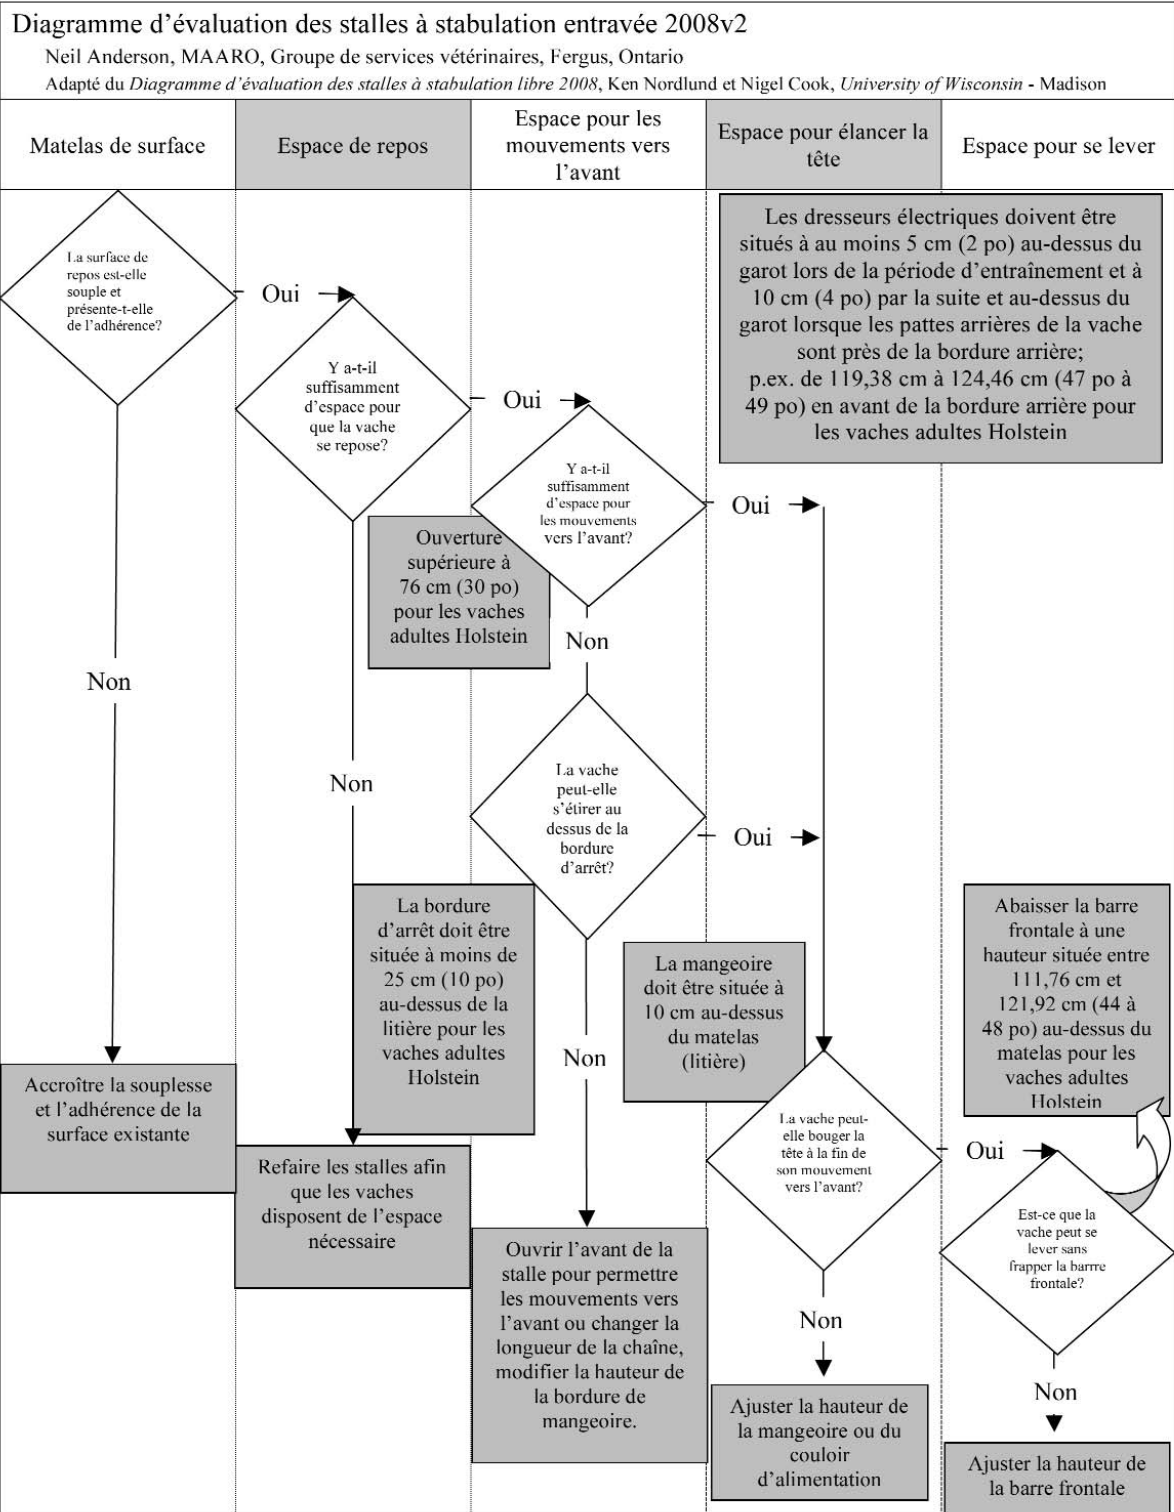 Diagramme d’évaluation des stalles à stabulation entravée 2008v2
Neil Anderson, MAARO, Groupe de services vétérinaires, Fergus, Ontario
Adapté du Diagramme d’évaluation des stalles à stabulation libre 2008, Ken Nordlund et Nigel Cook, University of Wisconsin - Madison
Matelas de surface
Espace de repos
Espace pour les
mouvements vers
l’avant
Espace pour élancer la
tête
Espace pour se lever
Les dresseurs électriques doivent être
situés à au moins 5 cm (2 po) au-dessus du
garot lors de la période d’entraînement et à
10 cm (4 po) par la suite et au-dessus du
garot lorsque les pattes arrières de la vache
sont près de la bordure arrière;
p.ex. de 119,38 cm à 124,46 cm (47 po à
49 po) en avant de la bordure arrière pour
les vaches adultes Holstein
La surface de
repos est-elle
souple et
présente-t-elle
de l’adhérence?
Oui
Y a-t-il
suffisamment
d’espace pour
que la vache
se repose?
Oui
Y a-t-il
suffisamment
d’espace pour
les mouvements
vers l’avant?
Oui
Ouverture
supérieure à
76 cm (30 po)
pour les vaches
adultes Holstein
Non
Non
Non
La vache
peut-elle
s’étirer au
dessus de la
bordure
d’arrêt?
Oui
La bordure
d’arrêt doit être
située à moins de
25 cm (10 po)
au-dessus de la
litière pour les
vaches adultes
Holstein
La mangeoire
doit être située à
10 cm au-dessus
du matelas
(litière)
Abaisser la barre
frontale à une
hauteur située entre
111,76 cm et
121,92 cm (44 à
48 po) au-dessus du
matelas pour les
vaches adultes
Holstein
Non
Accroître la souplesse
et l’adhérence de la
surface existante
La vache peut-
elle bouger la
tête à la fin de
son mouvement
vers l’avant?
Oui
Refaire les stalles afin
que les vaches
disposent de l’espace
nécessaire
Est-ce que la
vache peut se
lever sans
frapper la barrre
frontale?
Ouvrir l’avant de la
stalle pour permettre
les mouvements vers
l’avant ou changer la
longueur de la chaîne,
modifier la hauteur de
la bordure de
mangeoire.
Non
Non
Ajuster la hauteur de
la mangeoire ou du
couloir
d’alimentation
Ajuster la hauteur de
la barre frontale